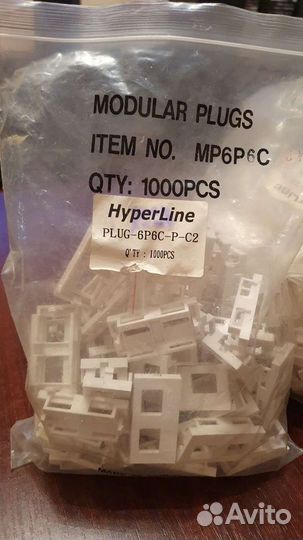 MODULAR PLUGS
ITEM NO. MP6P6C
QTY: 1000PCS
HyperLine
PLUG-6P6C-P-C2
Q'TY : 1000PCS
Avito